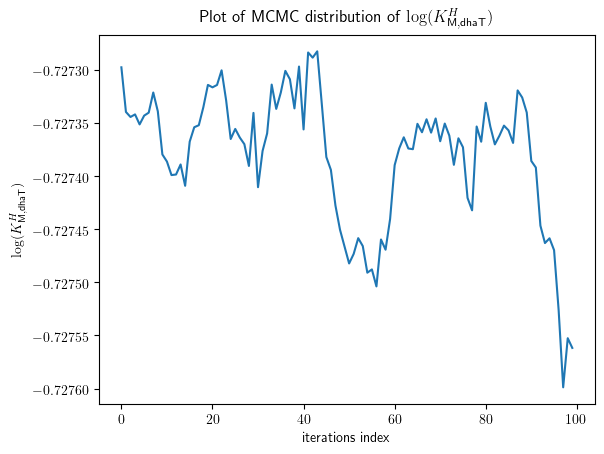 Plot of MCMC distribution of log(K^H_{M,dhaT})
−0.72730
−0.72735
−0.72740
−0.72745
−0.72750
−0.72755
−0.72760
log(K^H_{M,dhaT})
0 20 40 60 80 100
iterations index